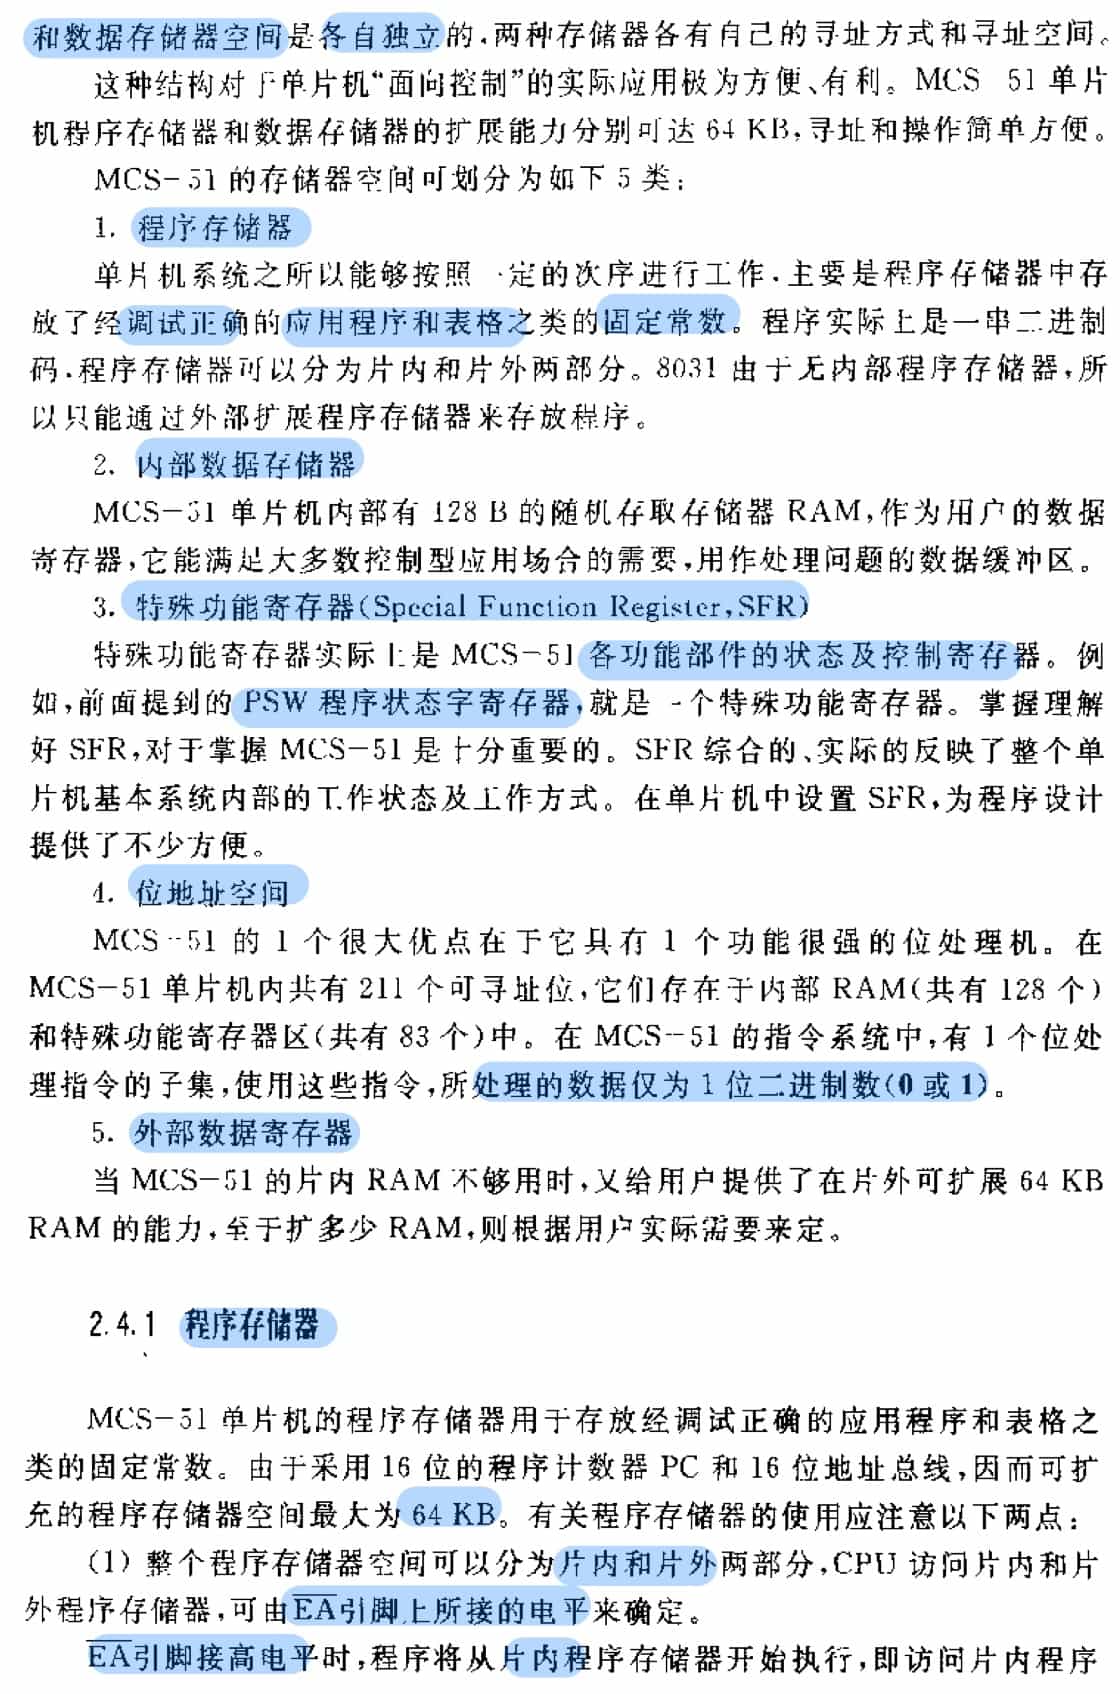 和数据存储器空间是各自独立的,两种存储器各有自己的寻址方式和寻址空间。
这种结构对于单片机“面向控制”的实际应用极为方便、有利。MCS-51 单片
机程序存储器和数据存储器的扩展能力分别可达 64 KB,寻址和操作简单方便。
MCS-51 的存储器空间可划分为如下 5 类:
1. 程序存储器
单片机系统之所以能够按照一定的次序进行工作,主要是程序存储器中存
放了经调试正确的应用程序和表格之类的固定常数。程序实际上是一串二进制
码,程序存储器可以分为片内和片外两部分。8031 由于无内部程序存储器,所
以只能通过外部扩展程序存储器来存放程序。
2. 内部数据存储器
MCS-51 单片机内部有 128 B 的随机存取存储器 RAM,作为用户的数据
寄存器,它能满足大多数控制型应用场合的需要,用作处理问题的数据缓冲区。
3. 特殊功能寄存器(Special Function Register,SFR)
特殊功能寄存器实际上是 MCS-51 各功能部件的状态及控制寄存器。例
如,前面提到的 PSW 程序状态字寄存器,就是一个特殊功能寄存器。掌握理解
好 SFR,对于掌握 MCS-51 是十分重要的。SFR 综合的、实际的反映了整个单
片机基本系统内部的工作状态及工作方式。在单片机中设置 SFR,为程序设计
提供了不少方便。
4. 位地址空间
MCS-51 的 1 个很大优点在于它具有 1 个功能很强的位处理机。在
MCS-51 单片机内共有 211 个可寻址位,它们存在于内部 RAM(共有 128 个)
和特殊功能寄存器区(共有 83 个)中。在 MCS-51 的指令系统中,有 1 个位处
理指令的子集,使用这些指令,所处理的数据仅为 1 位二进制数(0 或 1)。
5. 外部数据寄存器
当 MCS-51 的片内 RAM 不够用时,又给用户提供了在片外可扩展 64 KB
RAM 的能力,至于扩多少 RAM,则根据用户实际需要来定。
2.4.1 程序存储器
MCS-51 单片机的程序存储器用于存放经调试正确的应用程序和表格之
类的固定常数。由于采用 16 位的程序计数器 PC 和 16 位地址总线,因而可扩
充的程序存储器空间最大为 64 KB。有关程序存储器的使用应注意以下两点:
(1) 整个程序存储器空间可以分为片内和片外两部分,CPU 访问片内和片
外程序存储器,可由E̅A̅引脚上所接的电平来确定。
E̅A̅引脚接高电平时,程序将从片内程序存储器开始执行,即访问片内程序